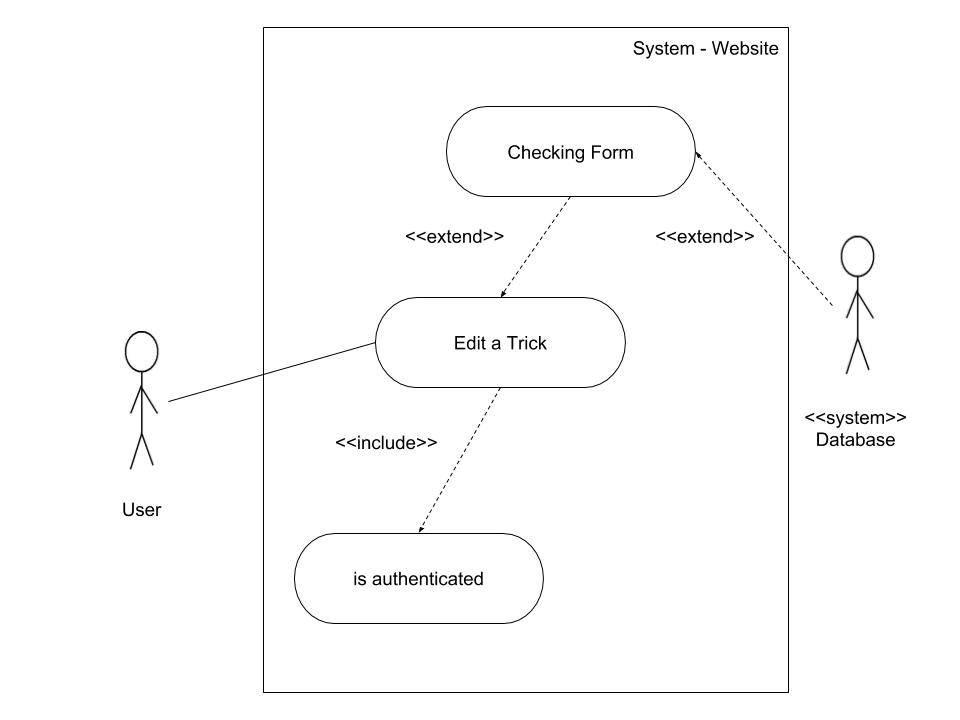 System - Website
Checking Form
<<extend>>
<<extend>>
Edit a Trick
<<system>>
Database
<<include>>
User
is authenticated